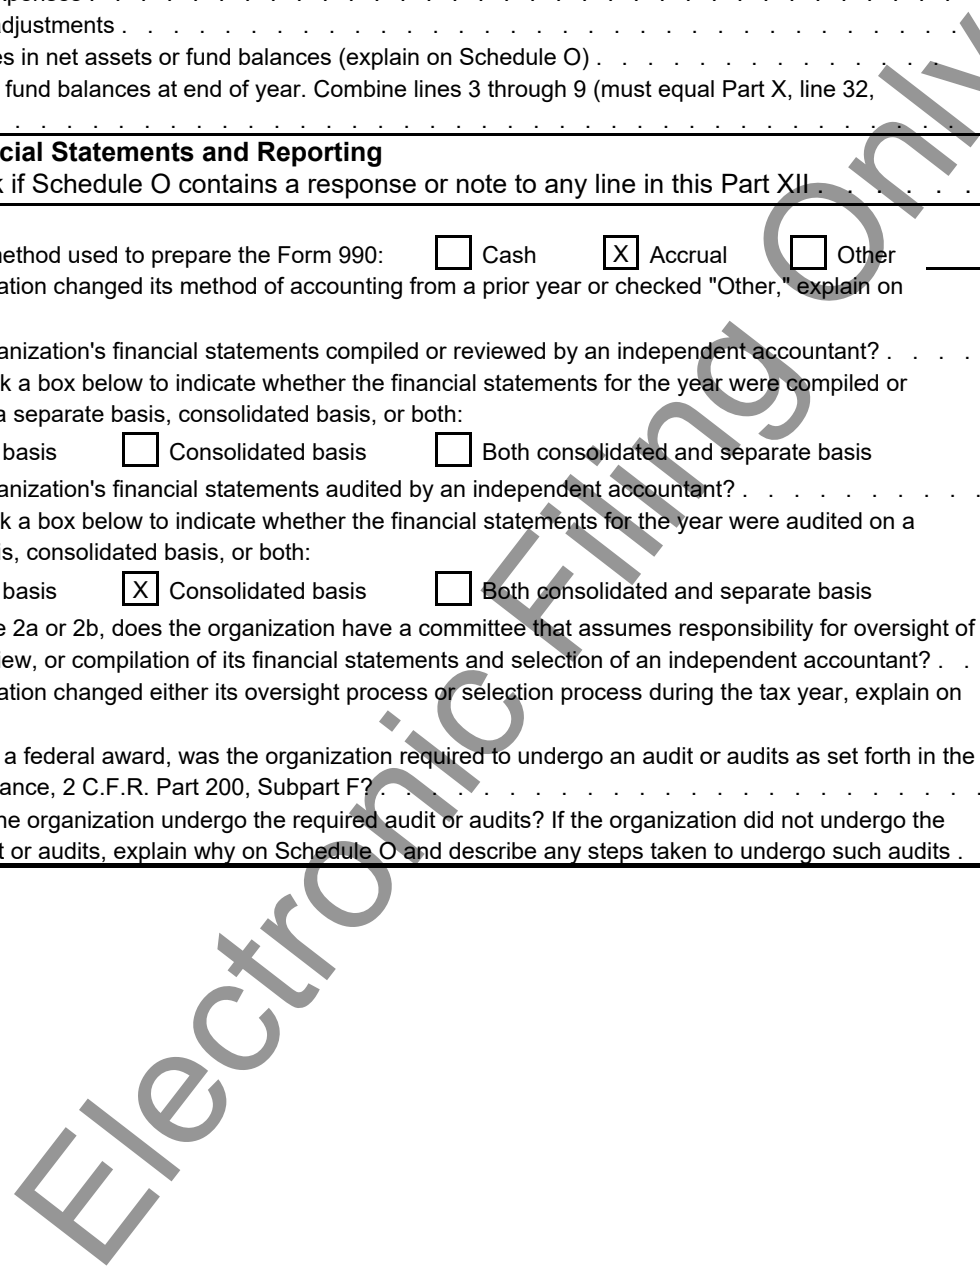 adjustments . . . . . . . . . . . . . . . . . . . . . . . . . . . . . . . . .
es in net assets or fund balances (explain on Schedule O) . . . . . . . . . . . . . .
fund balances at end of year. Combine lines 3 through 9 (must equal Part X, line 32,
. . . . . . . . . . . . . . . . . . . . . . . . . . . . . . . . . . . . .
cial Statements and Reporting
k if Schedule O contains a response or note to any line in this Part XII . . . . . .
method used to prepare the Form 990: Cash X Accrual Other
ation changed its method of accounting from a prior year or checked "Other," explain on
anization's financial statements compiled or reviewed by an independent accountant? . . . .
k a box below to indicate whether the financial statements for the year were compiled or
a separate basis, consolidated basis, or both:
basis Consolidated basis Both consolidated and separate basis
anization's financial statements audited by an independent accountant? . . . . . . . . . .
k a box below to indicate whether the financial statements for the year were audited on a
is, consolidated basis, or both:
basis X Consolidated basis Both consolidated and separate basis
e 2a or 2b, does the organization have a committee that assumes responsibility for oversight of
iew, or compilation of its financial statements and selection of an independent accountant? . .
ation changed either its oversight process or selection process during the tax year, explain on
a federal award, was the organization required to undergo an audit or audits as set forth in the
ance, 2 C.F.R. Part 200, Subpart F? . . . . . . . . . . . . . . . . . . . . . . . .
he organization undergo the required audit or audits? If the organization did not undergo the
t or audits, explain why on Schedule O and describe any steps taken to undergo such audits .
Electronic Filing Only